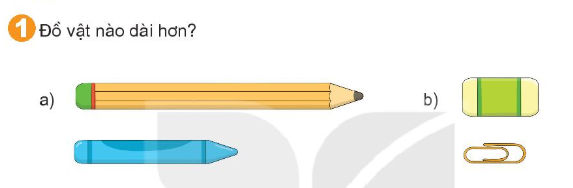 1 Đồ vật nào dài hơn?
a)
b)